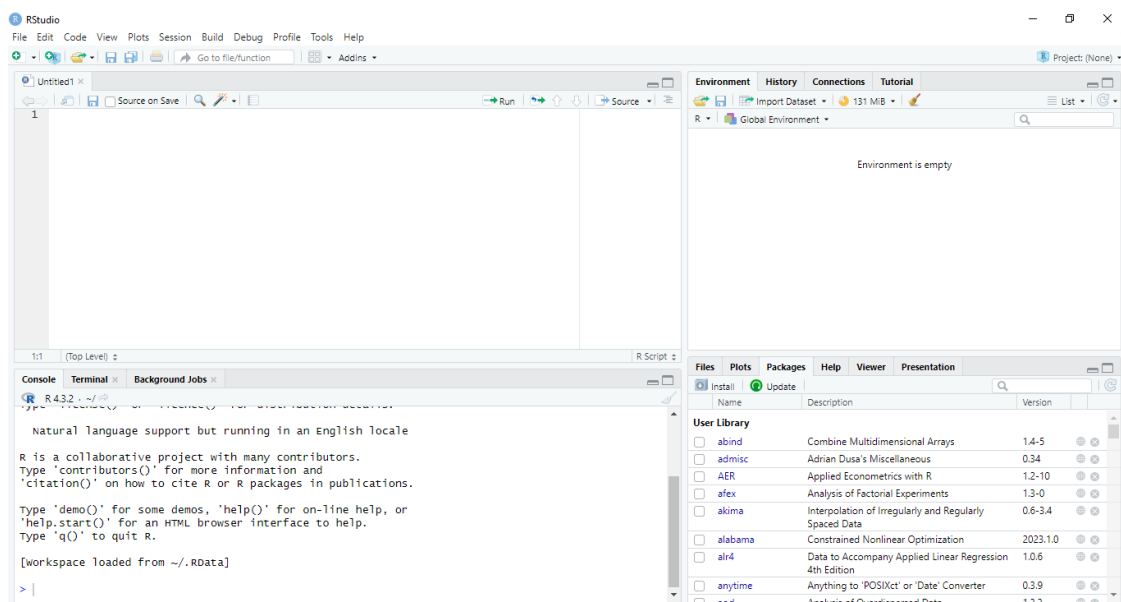 RStudio
File Edit Code View Plots Session Build Debug Profile Tools Help
Go to file/function Addins Project: (None)
Untitled1
Source on Save Run Source
1
1:1 (Top Level) R Script
Console Terminal Background Jobs
R 4.3.2 · ~/
Natural language support but running in an English locale
R is a collaborative project with many contributors.
Type 'contributors()' for more information and
'citation()' on how to cite R or R packages in publications.
Type 'demo()' for some demos, 'help()' for on-line help, or
'help.start()' for an HTML browser interface to help.
Type 'q()' to quit R.
[Workspace loaded from ~/.RData]
>
Environment History Connections Tutorial
Import Dataset 131 MiB List
R Global Environment
Environment is empty
Files Plots Packages Help Viewer Presentation
Install Update
Name Description Version
User Library
abind Combine Multidimensional Arrays 1.4-5
admisc Adrian Dusa's Miscellaneous 0.34
AER Applied Econometrics with R 1.2-10
afex Analysis of Factorial Experiments 1.3-0
akima Interpolation of Irregularly and Regularly 0.6-3.4
Spaced Data
alabama Constrained Nonlinear Optimization 2023.1.0
alr4 Data to Accompany Applied Linear Regression 1.0.6
4th Edition
anytime Anything to 'POSIXct' or 'Date' Converter 0.3.9